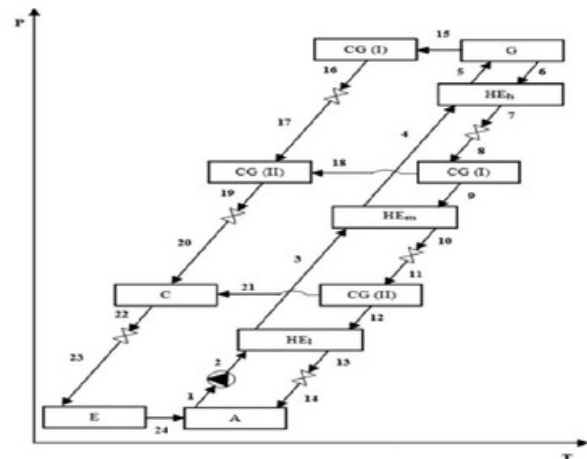 P
15
CG (I)
G
16
5
6
HEh
7
17
4
8
18
CG (II)
CG (I)
19
9
HEm
10
20
3
11
21
C
CG (II)
22
12
HEl
23
2
13
1
14
E
A
24
T